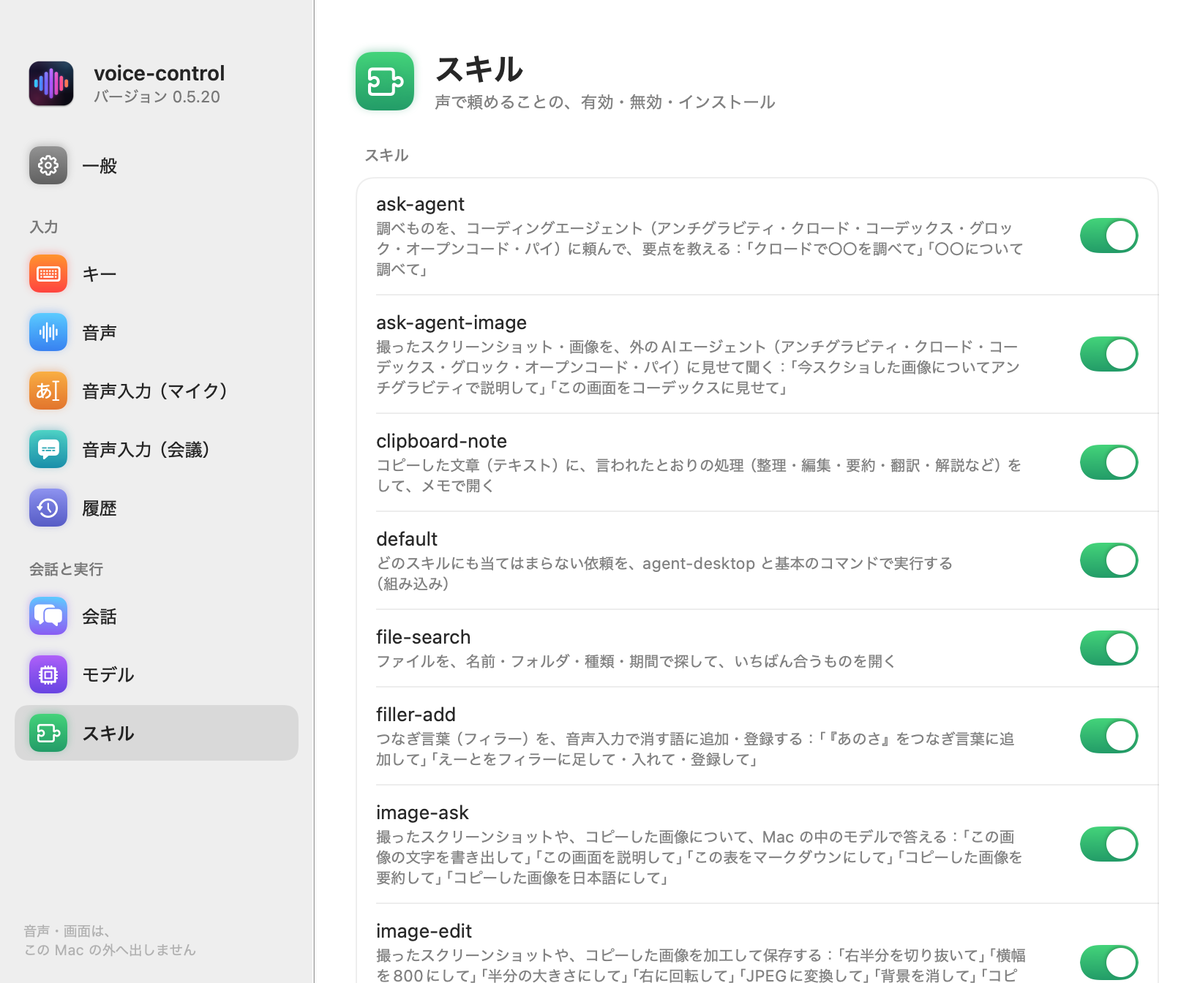 voice-control
バージョン 0.5.20
一般
入力
キー
音声
音声入力（マイク）
音声入力（会議）
履歴
会話と実行
会話
モデル
スキル
音声・画面は、
この Mac の外へ出しません
スキル
声で頼めることの、有効・無効・インストール
スキル
ask-agent
調べものを、コーディングエージェント（アンチグラビティ・クロード・コーデックス・グロッ
ク・オープンコード・パイ）に頼んで、要点を教える：「クロードで〇〇を調べて」「〇〇について
調べて」
ask-agent-image
撮ったスクリーンショット・画像を、外の AI エージェント（アンチグラビティ・クロード・コー
デックス・グロック・オープンコード・パイ）に見せて聞く：「今スクショした画像についてアン
チグラビティで説明して」「この画面をコーデックスに見せて」
clipboard-note
コピーした文章（テキスト）に、言われたとおりの処理（整理・編集・要約・翻訳・解説など）を
して、メモで開く
default
どのスキルにも当てはまらない依頼を、agent-desktop と基本のコマンドで実行する
（組み込み）
file-search
ファイルを、名前・フォルダ・種類・期間で探して、いちばん合うものを開く
filler-add
つなぎ言葉（フィラー）を、音声入力で消す語に追加・登録する：「『あのさ』をつなぎ言葉に追
加して」「えーとをフィラーに足して・入れて・登録して」
image-ask
撮ったスクリーンショットや、コピーした画像について、Mac の中のモデルで答える：「この画
像の文字を書き出して」「この画面を説明して」「この表をマークダウンにして」「コピーした画像を
要約して」「コピーした画像を日本語にして」
image-edit
撮ったスクリーンショットや、コピーした画像を加工して保存する：「右半分を切り抜いて」「横幅
を800にして」「半分の大きさにして」「右に回転して」「JPEGに変換して」「背景を消して」「コピ